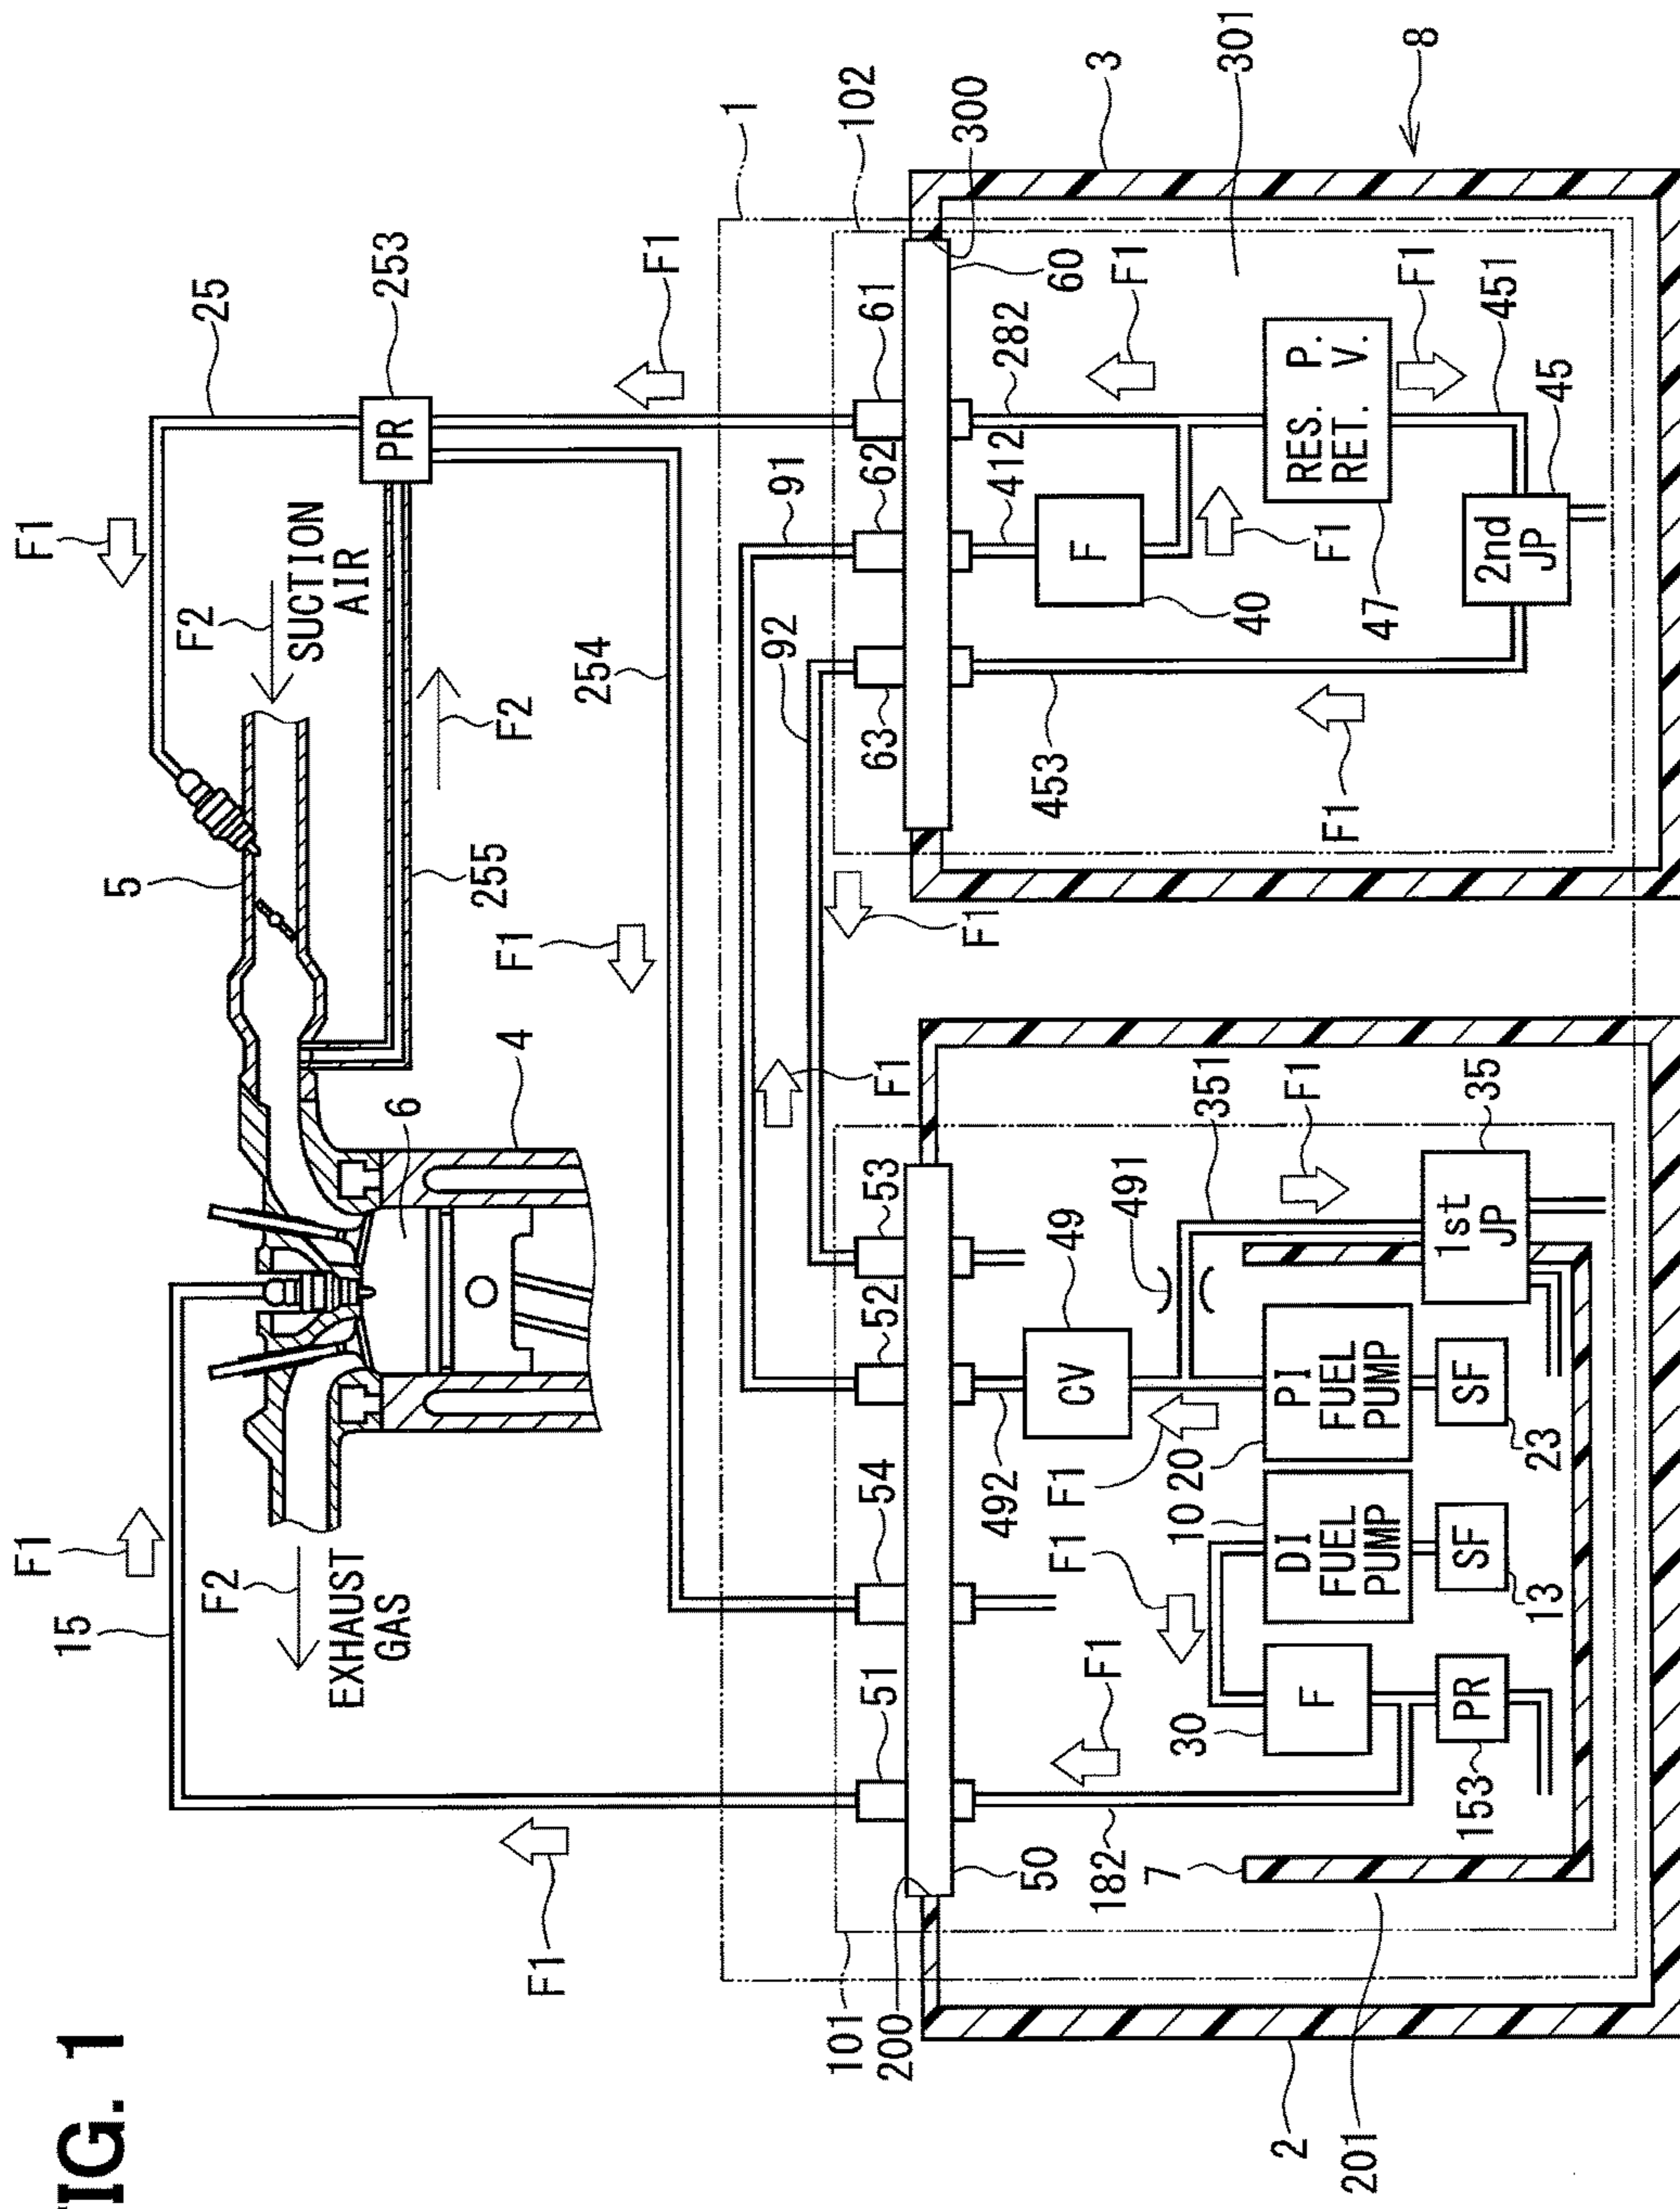 FIG. 1
F1
15
F1
F2
EXHAUST
GAS
5
F2
SUCTION
AIR
F1
25
253
PR
F1
6
4
255
F2
F1
254
F1
1
102
101
200
51
54
52
53
92
91
63
62
61
300
3
8
F1
F1
50
182
F1
492
CV
49
491
351
F1
F1
7
30
F
10
DI
FUEL
PUMP
20
PI
FUEL
PUMP
1st
JP
35
F1
153
PR
SF
13
SF
23
2
201
60
412
282
F1
301
F
40
F1
453
F1
47
RES. P.
RET. V.
F1
451
2nd
JP
45